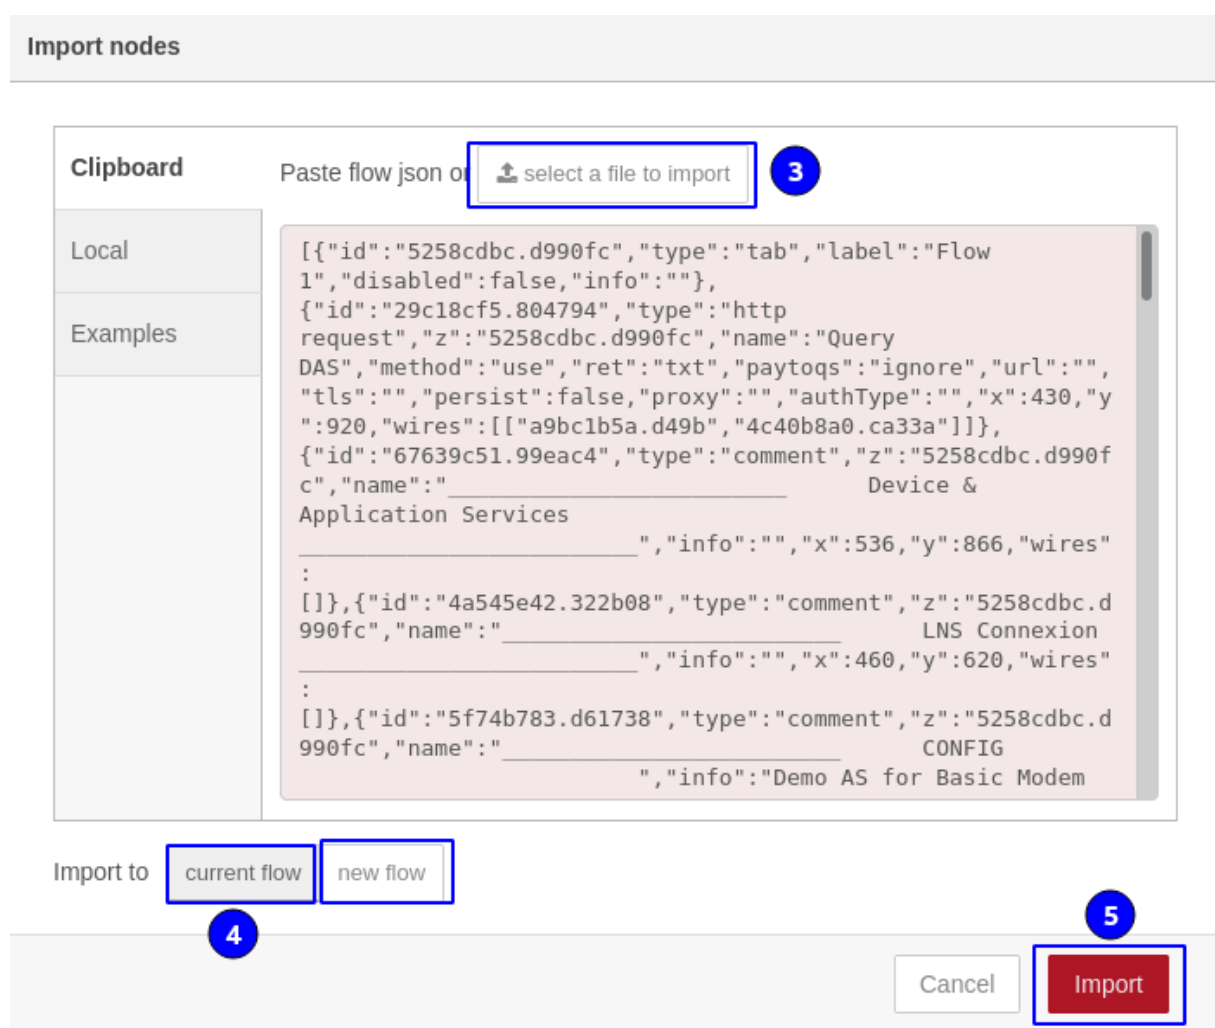 Import nodes
Clipboard
Paste flow json or select a file to import 3
Local
Examples
[{"id":"5258cdbc.d990fc","type":"tab","label":"Flow
1","disabled":false,"info":""},
{"id":"29c18cf5.804794","type":"http
request","z":"5258cdbc.d990fc","name":"Query
DAS","method":"use","ret":"txt","paytoqs":"ignore","url":"",
"tls":"","persist":false,"proxy":"","authType":"","x":430,"y
":920,"wires":[["a9bc1b5a.d49b","4c40b8a0.ca33a"]]},
{"id":"67639c51.99eac4","type":"comment","z":"5258cdbc.d990f
c","name":"_________________________      Device &
Application Services
_________________________","info":"","x":536,"y":866,"wires"
:
[]},{"id":"4a545e42.322b08","type":"comment","z":"5258cdbc.d
990fc","name":"_________________________      LNS Connexion
_________________________","info":"","x":460,"y":620,"wires"
:
[]},{"id":"5f74b783.d61738","type":"comment","z":"5258cdbc.d
990fc","name":"_________________________      CONFIG
","info":"Demo AS for Basic Modem
Import to current flow new flow
4
5
Cancel Import